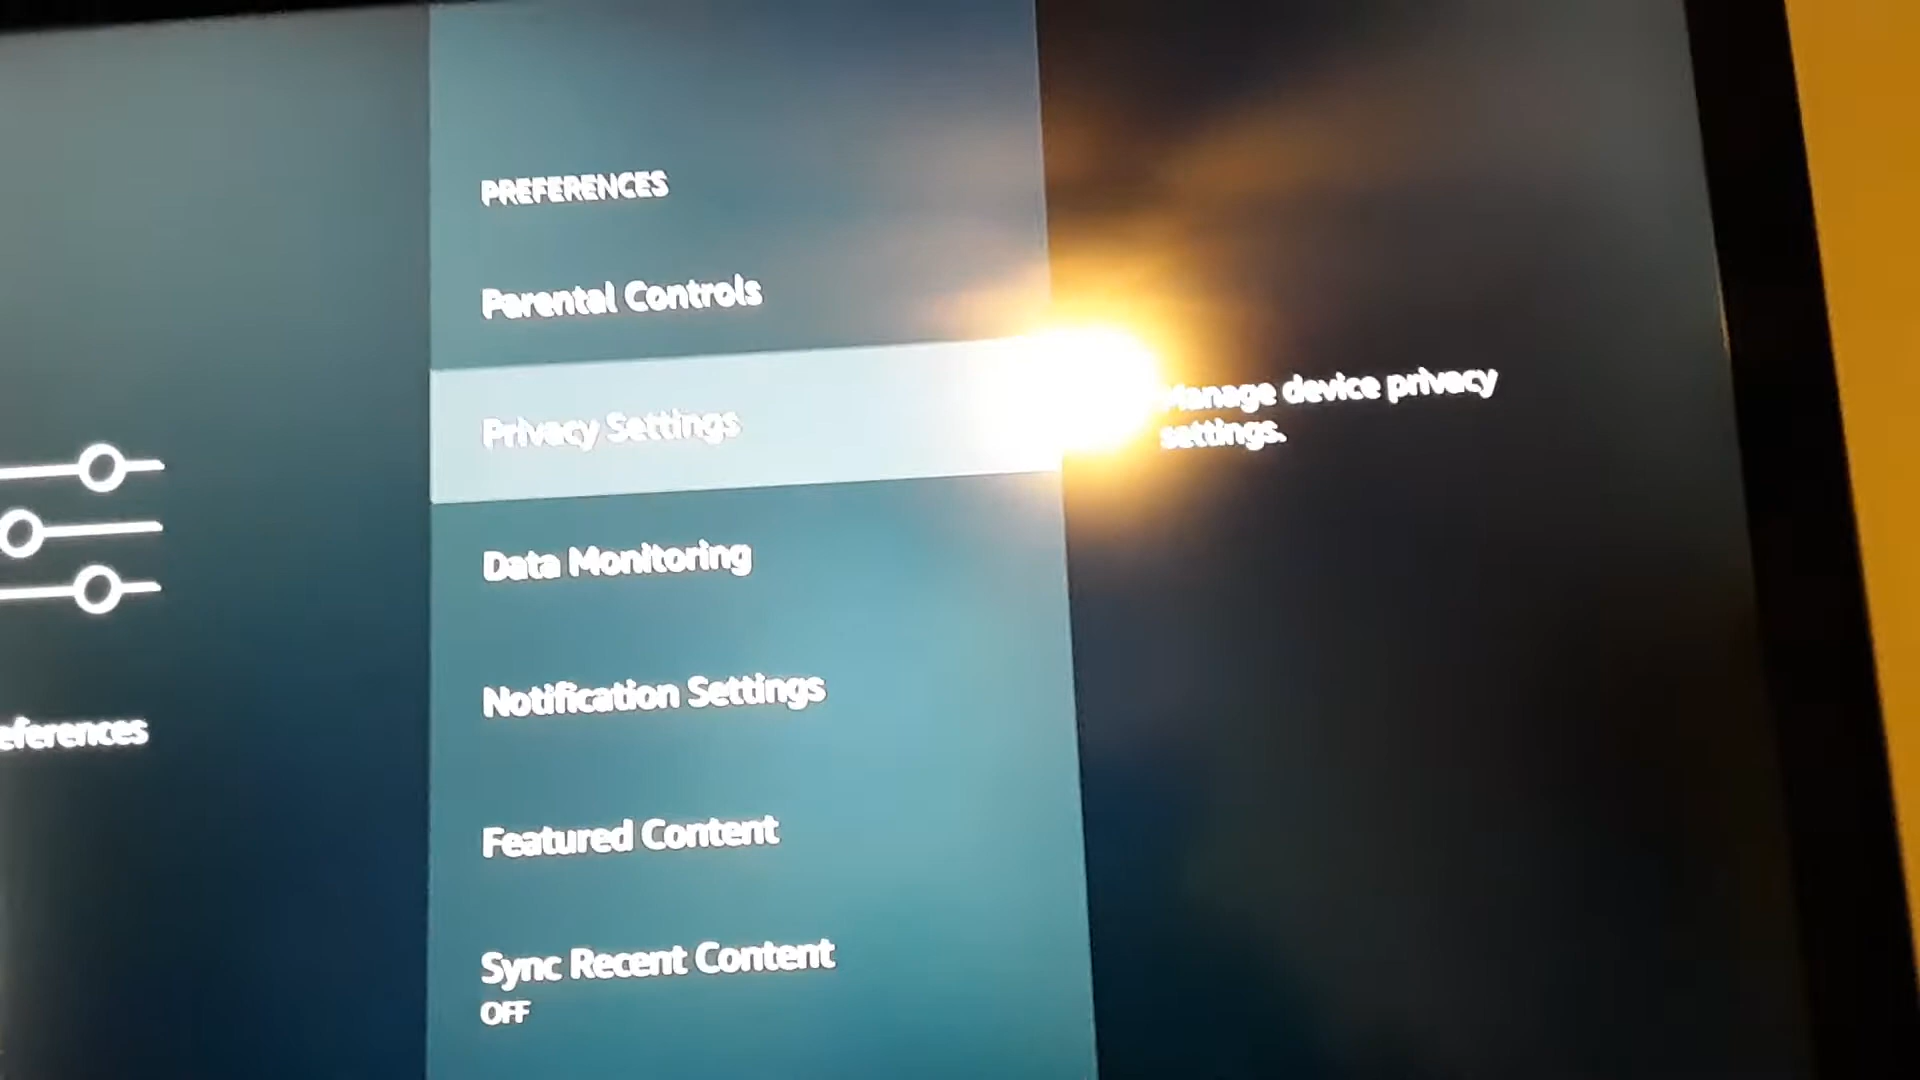 PREFERENCES
Parental Controls
Privacy Settings
Manage device privacy
settings.
Data Monitoring
Notification Settings
Featured Content
Sync Recent Content
OFF
eferences